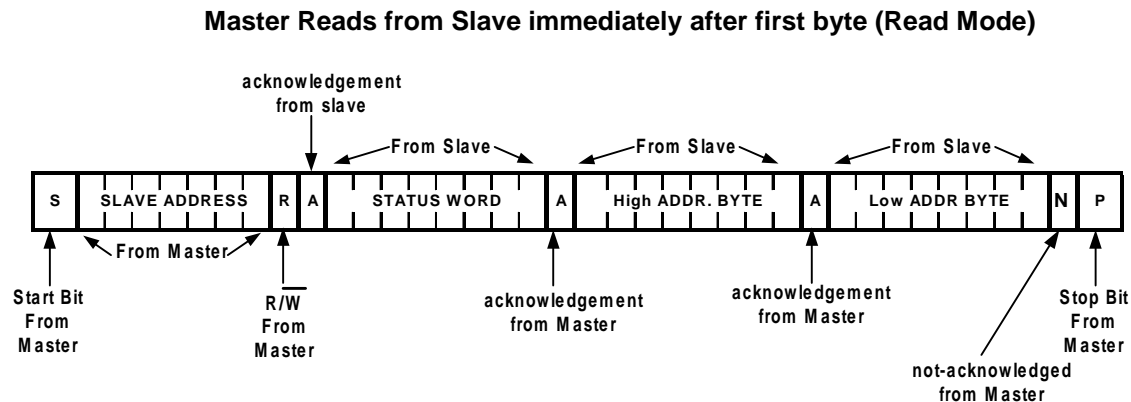 Master Reads from Slave immediately after first byte (Read Mode)
acknowledgement
from slave
From Slave
From Slave
From Slave
S
SLAVE ADDRESS
R
A
STATUS WORD
A
High ADDR. BYTE
A
Low ADDR BYTE
N
P
From Master
Start Bit
From
Master
R/W̅
From
Master
acknowledgement
from Master
acknowledgement
from Master
Stop Bit
From
Master
not-acknowledged
from Master